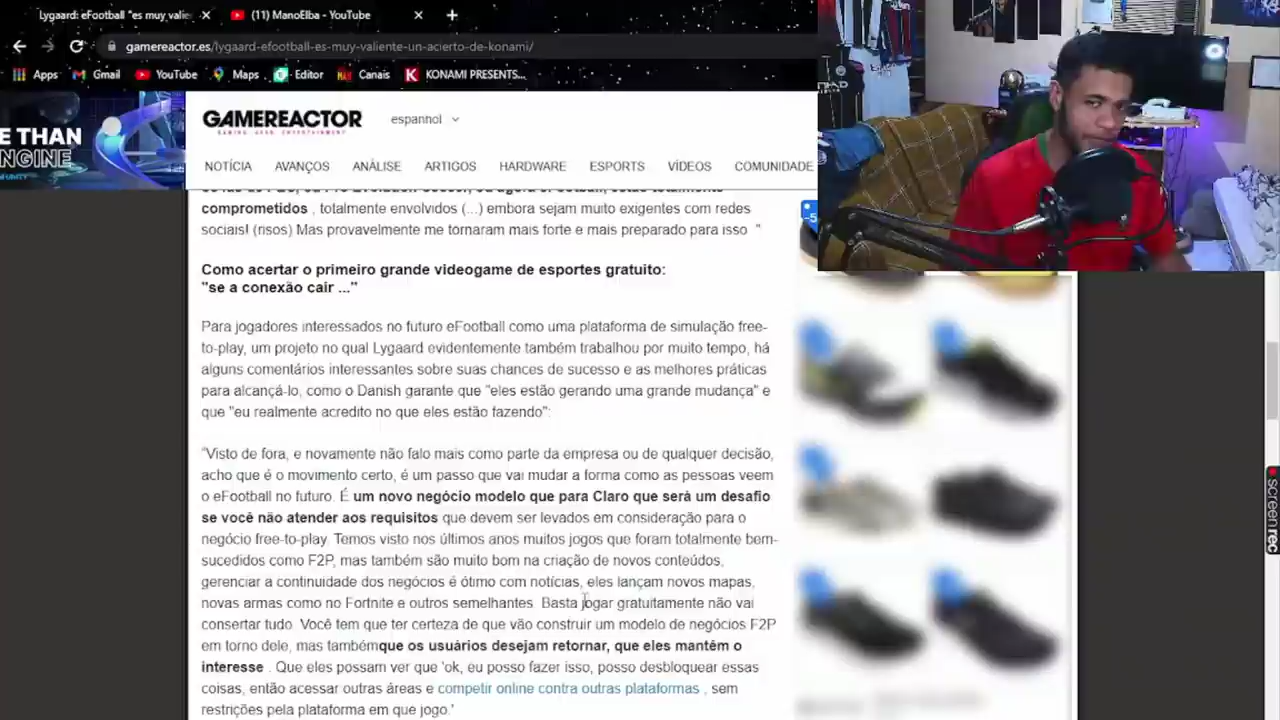 Lygaard: eFootball "es muy valie
(11) ManoElba - YouTube
gamereactor.es/lygaard-efootball-es-muy-valiente-un-acierto-de-konami/
Apps Gmail YouTube Maps Editor Canais KONAMI PRESENTS...
E THAN
ENGINE
GAMEREACTOR
espanhol
NOTÍCIA AVANÇOS ANÁLISE ARTIGOS HARDWARE ESPORTS VÍDEOS COMUNIDADE
comprometidos , totalmente envolvidos (...) embora sejam muito exigentes com redes
sociais! (risos) Mas provavelmente me tornaram mais forte e mais preparado para isso "
Como acertar o primeiro grande videogame de esportes gratuito:
"se a conexão cair ..."
Para jogadores interessados no futuro eFootball como uma plataforma de simulação free-
to-play, um projeto no qual Lygaard evidentemente também trabalhou por muito tempo, há
alguns comentários interessantes sobre suas chances de sucesso e as melhores práticas
para alcançá-lo, como o Danish garante que "eles estão gerando uma grande mudança" e
que "eu realmente acredito no que eles estão fazendo":
"Visto de fora, e novamente não falo mais como parte da empresa ou de qualquer decisão,
acho que é o movimento certo, é um passo que vai mudar a forma como as pessoas veem
o eFootball no futuro. É um novo negócio modelo que para Claro que será um desafio
se você não atender aos requisitos que devem ser levados em consideração para o
negócio free-to-play. Temos visto nos últimos anos muitos jogos que foram totalmente bem-
sucedidos como F2P, mas também são muito bom na criação de novos conteúdos,
gerenciar a continuidade dos negócios é ótimo com notícias, eles lançam novos mapas,
novas armas como no Fortnite e outros semelhantes. Basta jogar gratuitamente não vai
consertar tudo. Você tem que ter certeza de que vão construir um modelo de negócios F2P
em torno dele, mas tambémque os usuários desejam retornar, que eles mantêm o
interesse . Que eles possam ver que 'ok, eu posso fazer isso, posso desbloquear essas
coisas, então acessar outras áreas e competir online contra outras plataformas , sem
restrições pela plataforma em que jogo.'
-5
screenrec